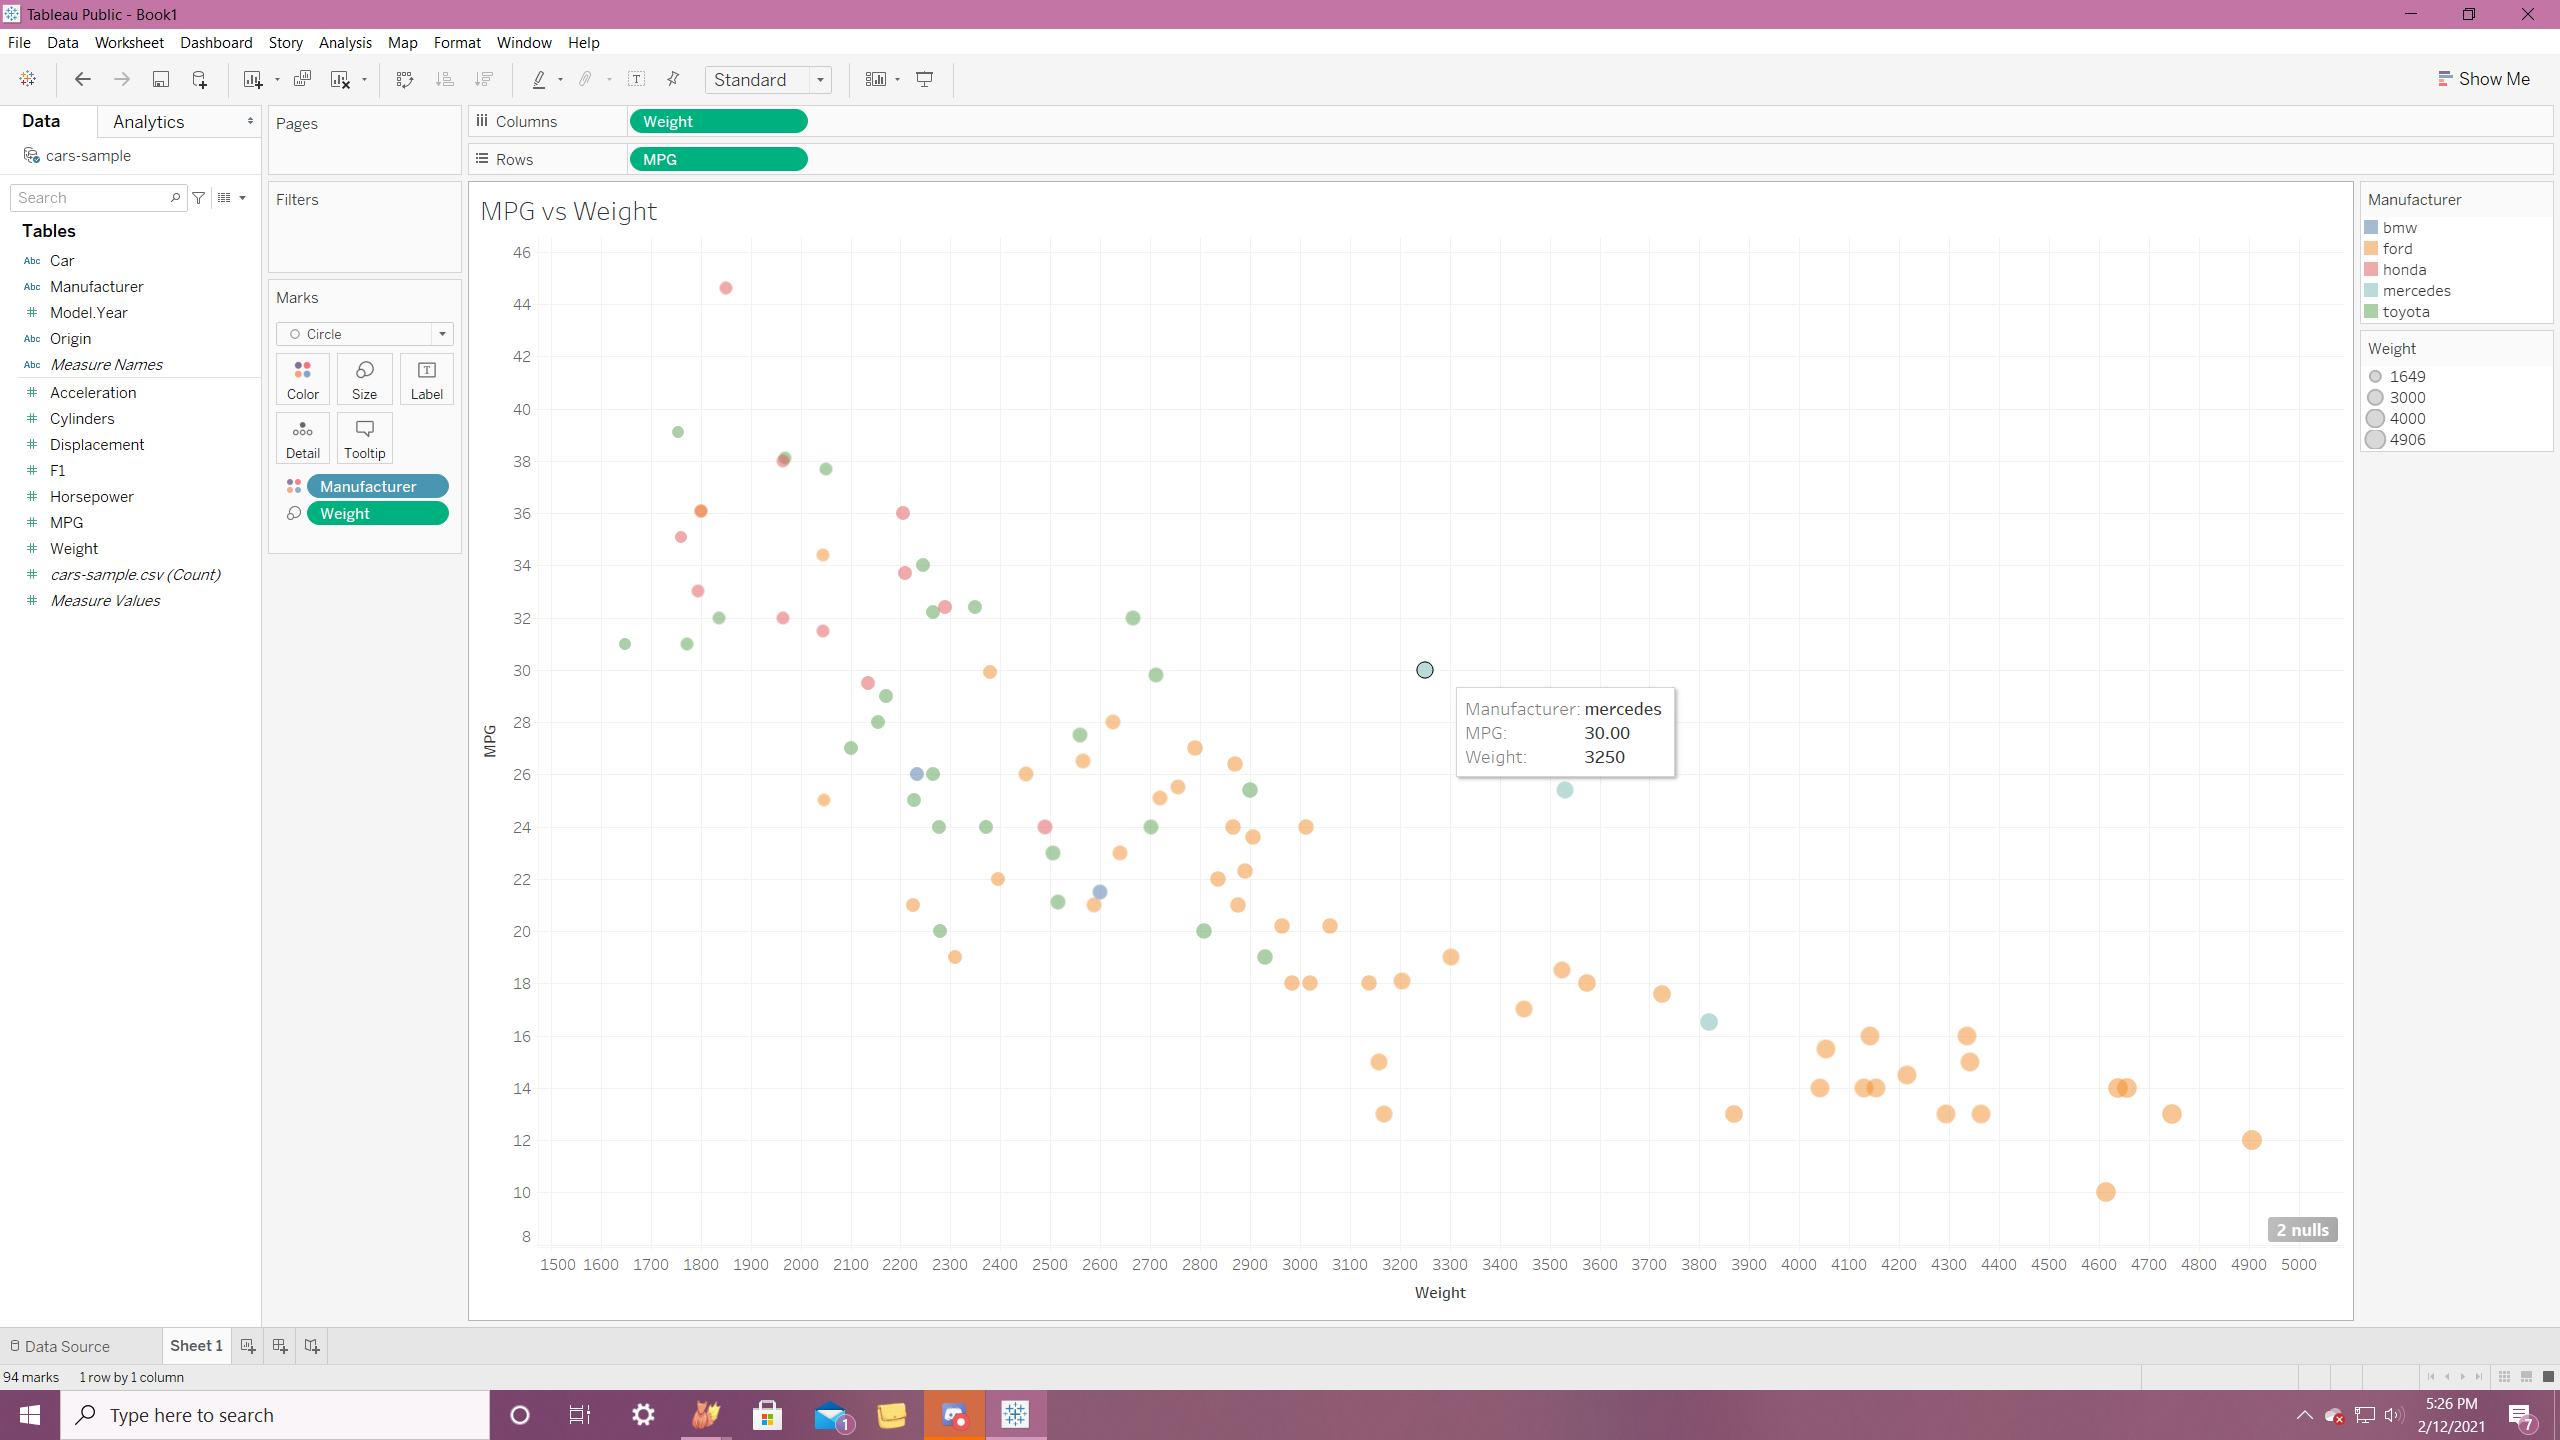 Tableau Public - Book1
File Data Worksheet Dashboard Story Analysis Map Format Window Help
Standard
Show Me
Data
Analytics
cars-sample
Search
Tables
Abc Car
Abc Manufacturer
# Model.Year
Abc Origin
Abc Measure Names
# Acceleration
# Cylinders
# Displacement
# F1
# Horsepower
# MPG
# Weight
# cars-sample.csv (Count)
# Measure Values
Pages
Filters
Marks
Circle
Color Size T Label
Detail Tooltip
Manufacturer
Weight
Columns Weight
Rows MPG
MPG vs Weight
46
44
42
40
38
36
34
32
30
28
26
24
22
20
18
16
14
12
10
8
MPG
1500 1600 1700 1800 1900 2000 2100 2200 2300 2400 2500 2600 2700 2800 2900 3000 3100 3200 3300 3400 3500 3600 3700 3800 3900 4000 4100 4200 4300 4400 4500 4600 4700 4800 4900 5000
Weight
Manufacturer: mercedes
MPG: 30.00
Weight: 3250
2 nulls
Manufacturer
bmw
ford
honda
mercedes
toyota
Weight
1649
3000
4000
4906
Data Source Sheet 1
94 marks 1 row by 1 column
Type here to search
1
5:26 PM
2/12/2021
7